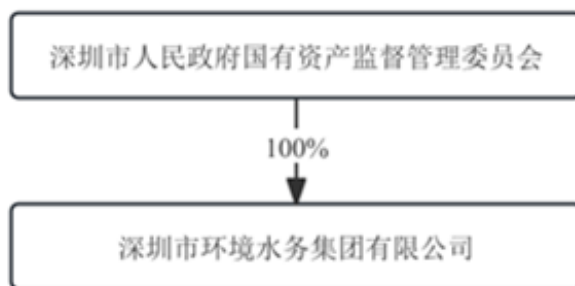 深圳市人民政府国有资产监督管理委员会
100%
深圳市环境水务集团有限公司